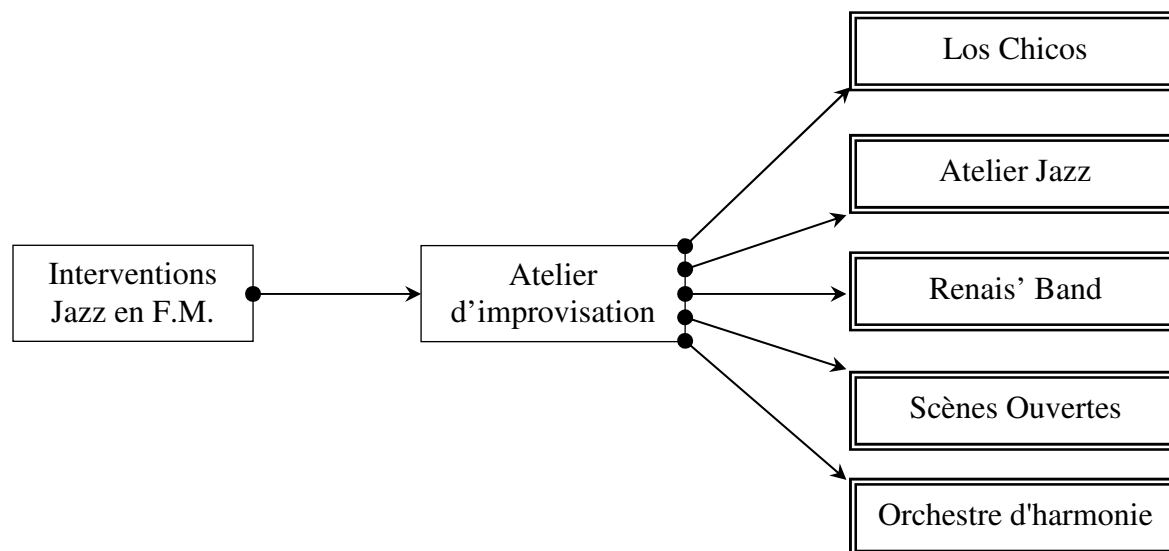 Interventions
Jazz en F.M.
Atelier
d’improvisation
Los Chicos
Atelier Jazz
Renais’ Band
Scènes Ouvertes
Orchestre d'harmonie